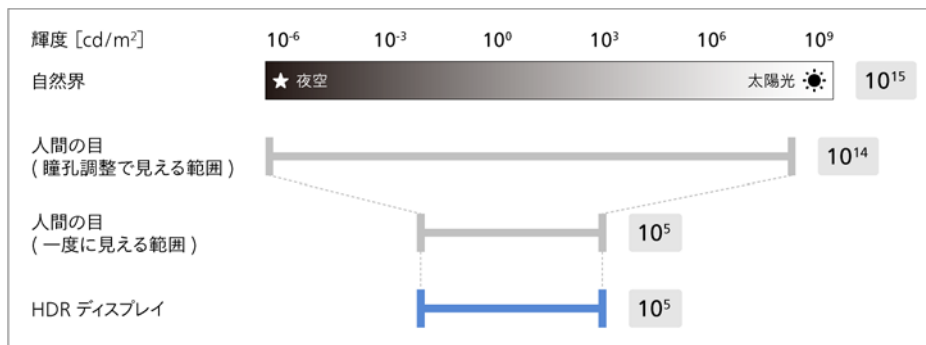 輝度 [cd/m²] 10⁻⁶ 10⁻³ 10⁰ 10³ 10⁶ 10⁹
自然界 夜空 太陽光 10¹⁵
人間の目
( 瞳孔調整で見える範囲 ) 10¹⁴
人間の目
( 一度に見える範囲 ) 10⁵
HDR ディスプレイ 10⁵